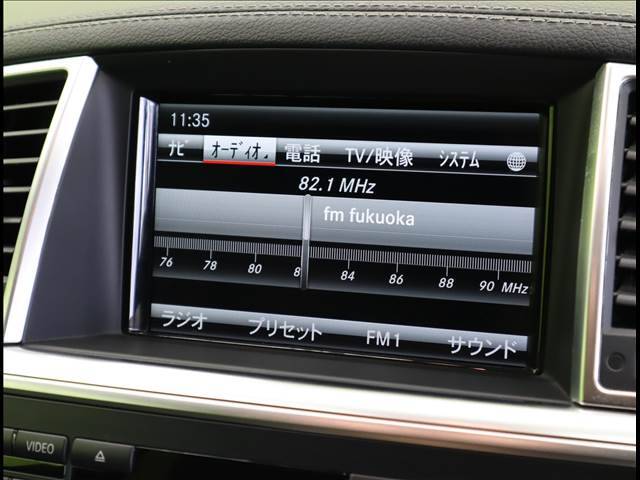 11:35
ナビ オーディオ 電話 TV/映像 システム
82.1 MHz
fm fukuoka
76 78 80 8 84 86 88 90 MHz
ラジオ プリセット FM1 サウンド
VIDEO